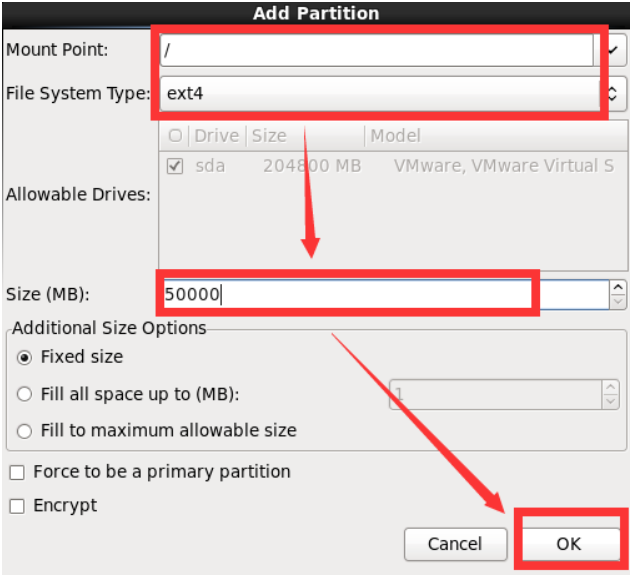 Add Partition
Mount Point: /
File System Type: ext4
Drive Size Model
sda 204800 MB VMware, VMware Virtual S
Allowable Drives:
Size (MB): 50000
Additional Size Options
Fixed size
Fill all space up to (MB): 1
Fill to maximum allowable size
Force to be a primary partition
Encrypt
Cancel OK